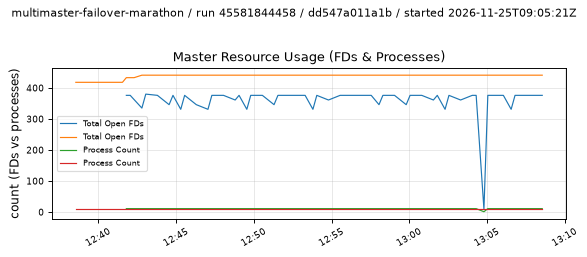 multimaster-failover-marathon / run 45581844458 / dd547a011a1b / started 2026-11-25T09:05:21Z
Master Resource Usage (FDs & Processes)
count (FDs vs processes)
400
300
200
100
0
Total Open FDs
Total Open FDs
Process Count
Process Count
12:40
12:45
12:50
12:55
13:00
13:05
13:10